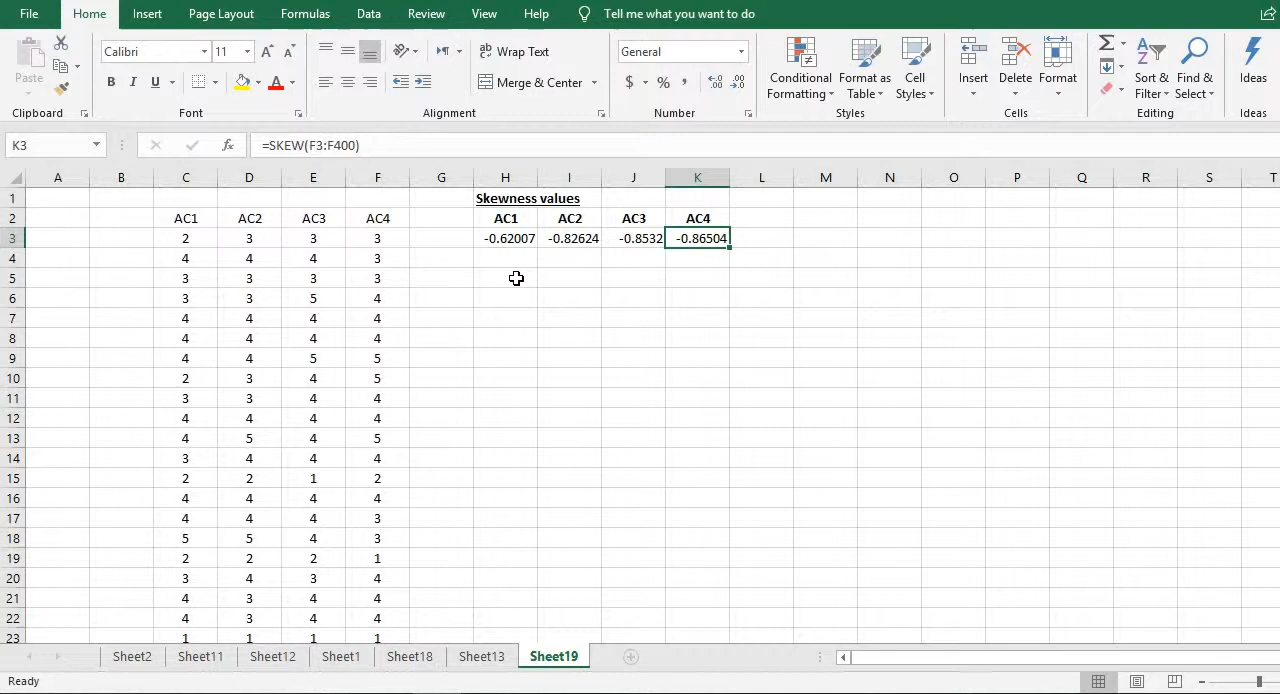 File Home Insert Page Layout Formulas Data Review View Help Tell me what you want to do
Calibri 11 A A ab Wrap Text General
Paste B I U A Merge & Center $ % , Conditional Formatting Format as Table Cell Styles Insert Delete Format Sort & Filter Find & Select Ideas
Clipboard Font Alignment Number Styles Cells Editing Ideas
K3 fx =SKEW(F3:F400)
A B C D E F G H I J K L M N O P Q R S T
1 Skewness values
2 AC1 AC2 AC3 AC4 AC1 AC2 AC3 AC4
3 2 3 3 3 -0.62007 -0.82624 -0.8532 -0.86504
4 4 4 4 3
5 3 3 3 3
6 3 3 5 4
7 4 4 4 4
8 4 4 4 4
9 4 4 5 5
10 2 3 4 5
11 3 3 4 4
12 4 4 4 4
13 4 5 4 5
14 3 4 4 4
15 2 2 1 2
16 4 4 4 4
17 4 4 4 3
18 5 5 4 3
19 2 2 2 1
20 3 4 3 4
21 4 3 4 4
22 4 3 4 4
23 1 1 1 1
Sheet2 Sheet11 Sheet12 Sheet1 Sheet18 Sheet13 Sheet19
Ready